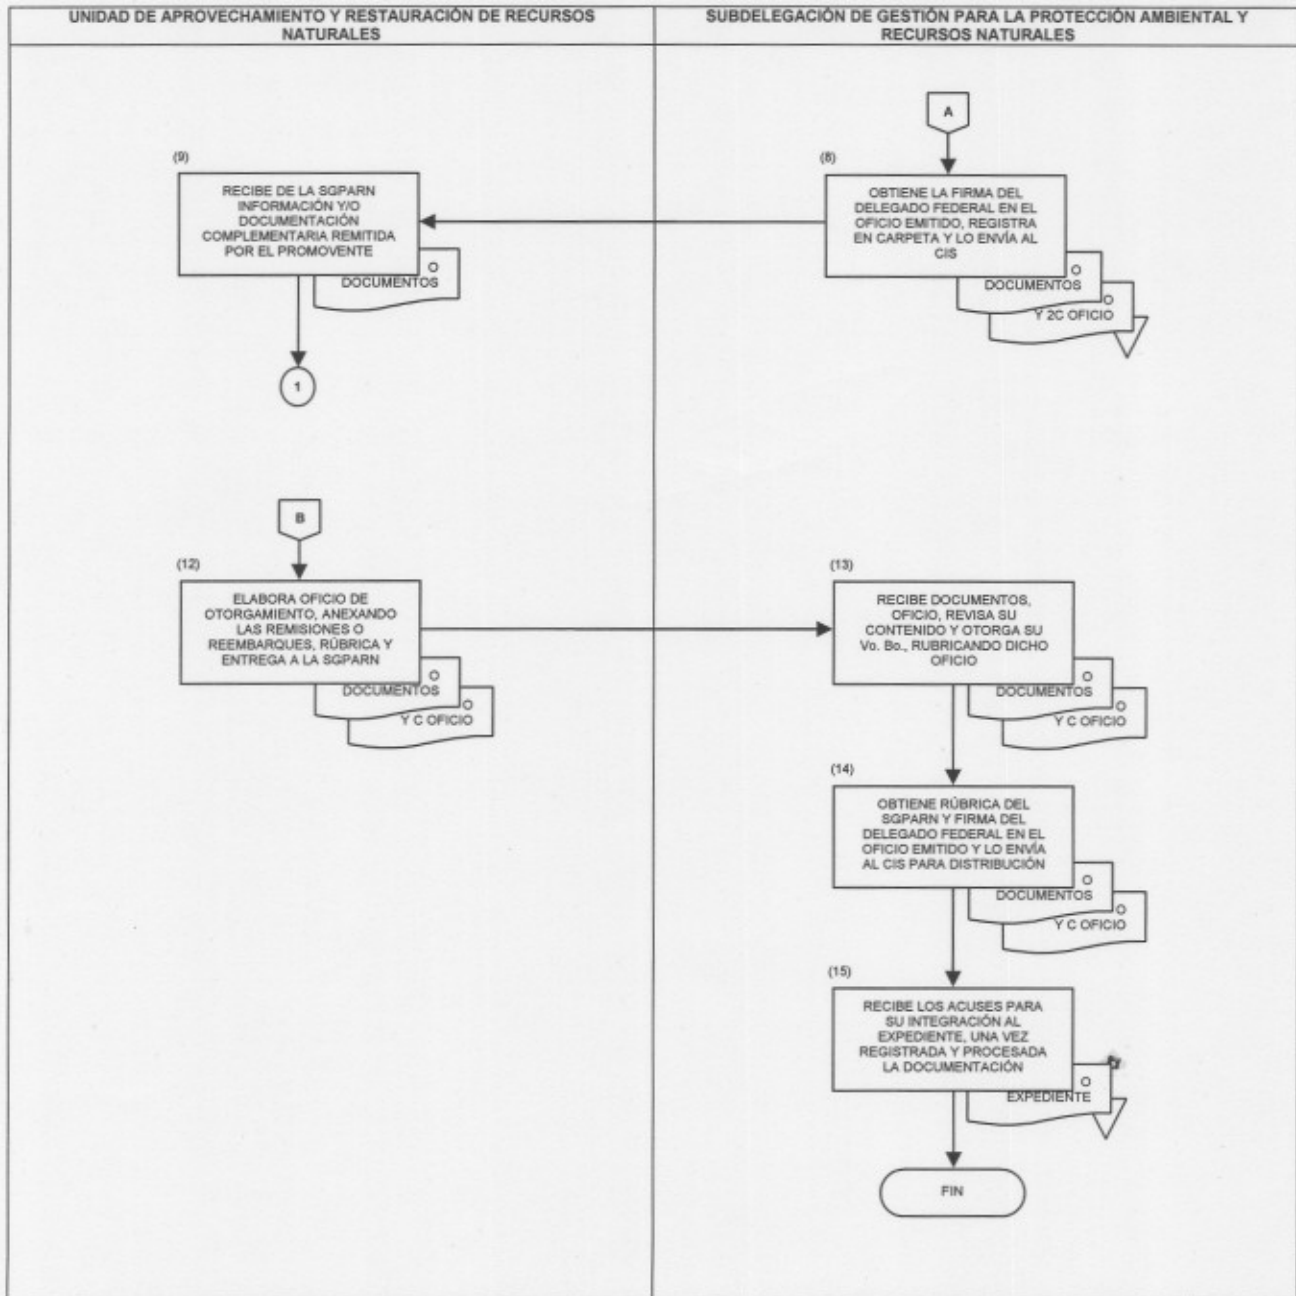 UNIDAD DE APROVECHAMIENTO Y RESTAURACIÓN DE RECURSOS
NATURALES
SUBDELEGACIÓN DE GESTIÓN PARA LA PROTECCIÓN AMBIENTAL Y
RECURSOS NATURALES
A
(8)
OBTIENE LA FIRMA DEL
DELEGADO FEDERAL EN EL
OFICIO EMITIDO, REGISTRA
EN CARPETA Y LO ENVÍA AL
CIS
O
DOCUMENTOS
O
Y 2C OFICIO
(9)
RECIBE DE LA SGPARN
INFORMACIÓN Y/O
DOCUMENTACIÓN
COMPLEMENTARIA REMITIDA
POR EL PROMOVENTE
O
DOCUMENTOS
1
B
(12)
ELABORA OFICIO DE
OTORGAMIENTO, ANEXANDO
LAS REMISIONES O
REEMBARQUES, RÚBRICA Y
ENTREGA A LA SGPARN
O
DOCUMENTOS
O
Y C OFICIO
(13)
RECIBE DOCUMENTOS,
OFICIO, REVISA SU
CONTENIDO Y OTORGA SU
Vo. Bo., RUBRICANDO DICHO
OFICIO
O
DOCUMENTOS
O
Y C OFICIO
(14)
OBTIENE RÚBRICA DEL
SGPARN Y FIRMA DEL
DELEGADO FEDERAL EN EL
OFICIO EMITIDO Y LO ENVÍA
AL CIS PARA DISTRIBUCIÓN
O
DOCUMENTOS
O
Y C OFICIO
(15)
RECIBE LOS ACUSES PARA
SU INTEGRACIÓN AL
EXPEDIENTE, UNA VEZ
REGISTRADA Y PROCESADA
LA DOCUMENTACIÓN
O
EXPEDIENTE
FIN